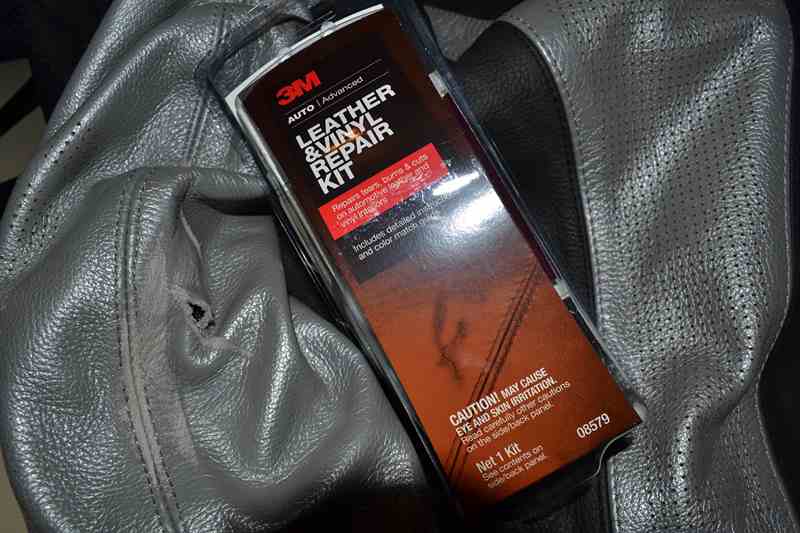 3M
AUTO | Advanced
LEATHER
&VINYL
REPAIR
KIT
Repairs tears, burns & cuts
on automotive leather and
vinyl interiors
Includes detailed
and color match
CAUTION! MAY CAUSE
EYE AND SKIN IRRITATION.
Read carefully other cautions
on the side/back panel.
Net 1 Kit
See contents on
side/back panel.
08579